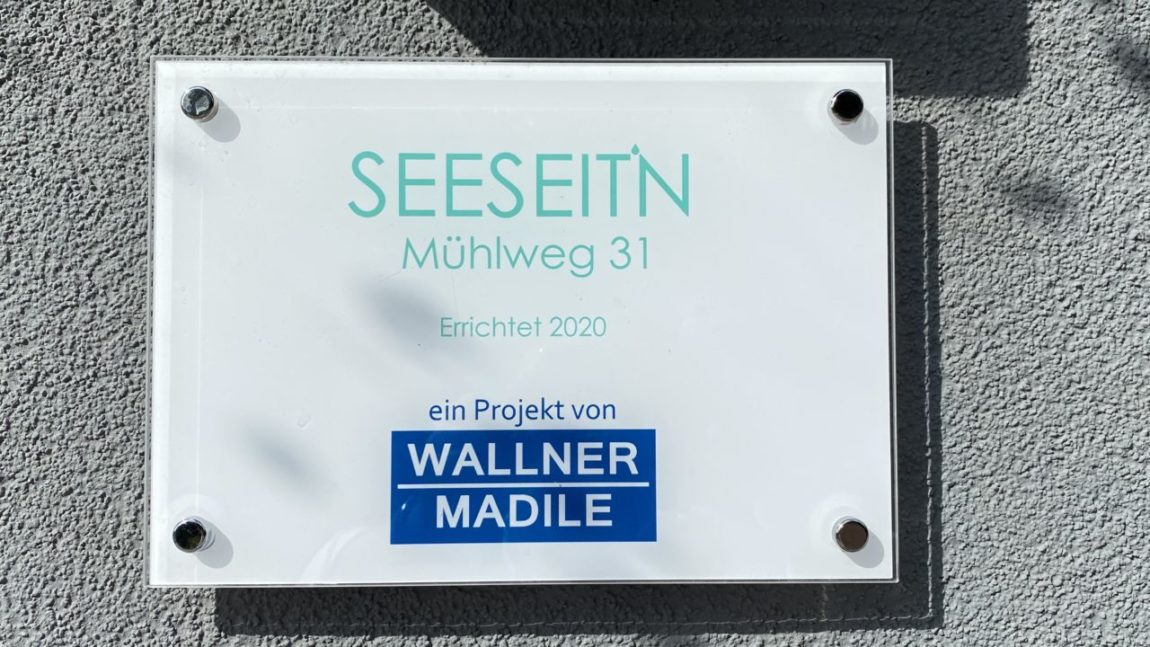 SEESEIT'N
Mühlweg 31
Errichtet 2020
ein Projekt von
WALLNER
MADILE